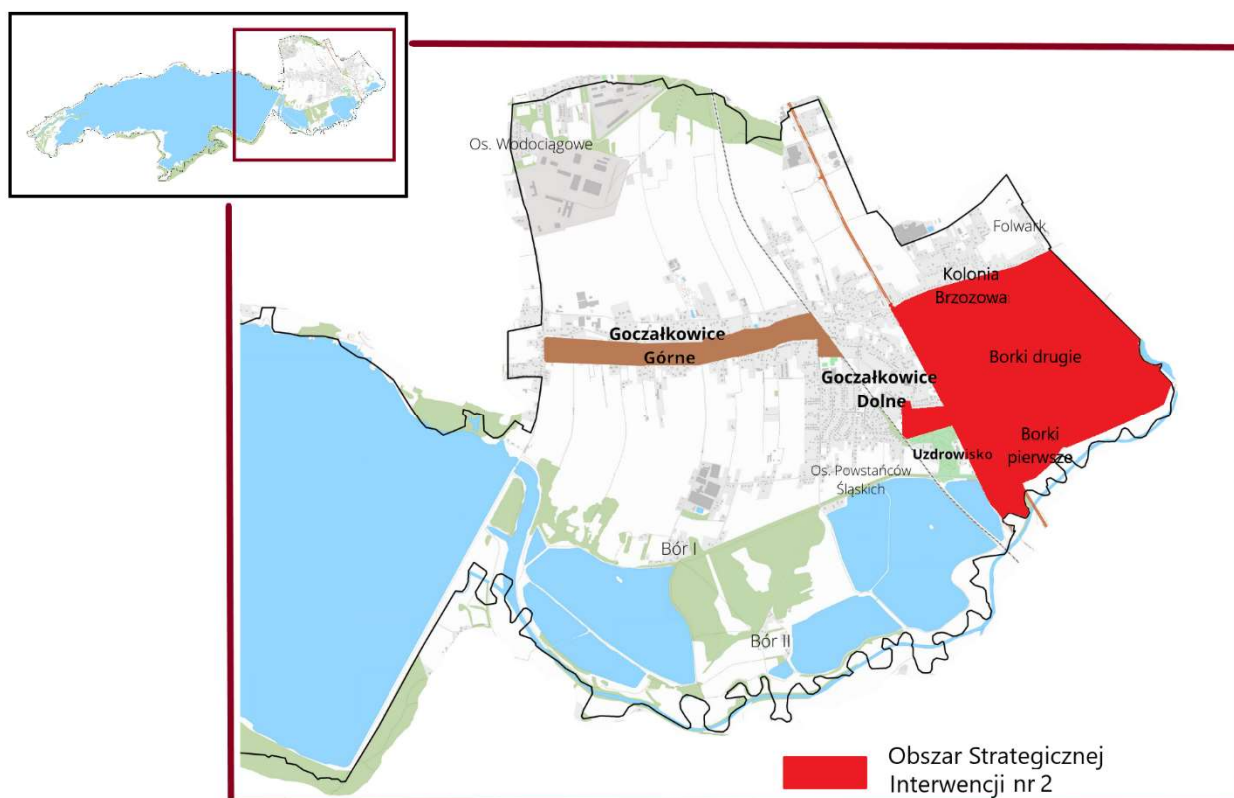 Os. Wodociągowe
Folwark
Kolonia
Brzozowa
Goczałkowice
Górne
Borki drugie
Goczałkowice
Dolne
Borki
pierwsze
Uzdrowisko
Os. Powstańców
Śląskich
Bór I
Bór II
Obszar Strategicznej
Interwencji nr 2